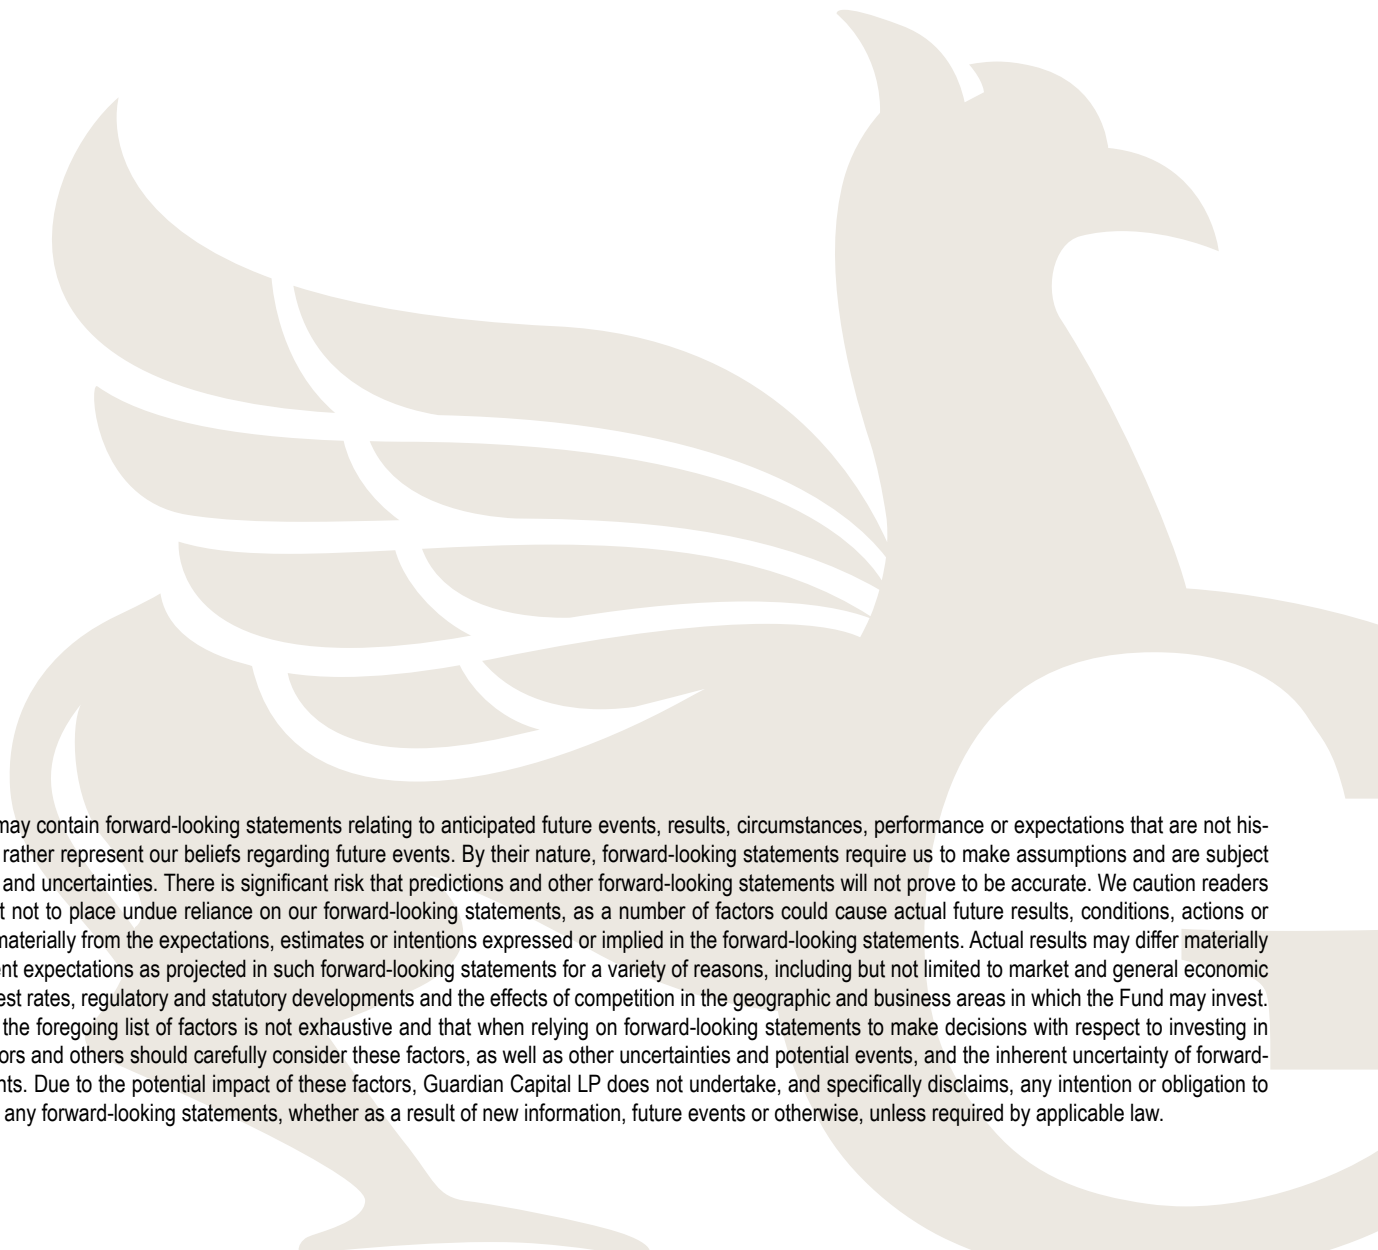 may contain forward-looking statements relating to anticipated future events, results, circumstances, performance or expectations that are not his-
rather represent our beliefs regarding future events. By their nature, forward-looking statements require us to make assumptions and are subject
and uncertainties. There is significant risk that predictions and other forward-looking statements will not prove to be accurate. We caution readers
t not to place undue reliance on our forward-looking statements, as a number of factors could cause actual future results, conditions, actions or
materially from the expectations, estimates or intentions expressed or implied in the forward-looking statements. Actual results may differ materially
ent expectations as projected in such forward-looking statements for a variety of reasons, including but not limited to market and general economic
est rates, regulatory and statutory developments and the effects of competition in the geographic and business areas in which the Fund may invest.
the foregoing list of factors is not exhaustive and that when relying on forward-looking statements to make decisions with respect to investing in
ors and others should carefully consider these factors, as well as other uncertainties and potential events, and the inherent uncertainty of forward-
nts. Due to the potential impact of these factors, Guardian Capital LP does not undertake, and specifically disclaims, any intention or obligation to
any forward-looking statements, whether as a result of new information, future events or otherwise, unless required by applicable law.